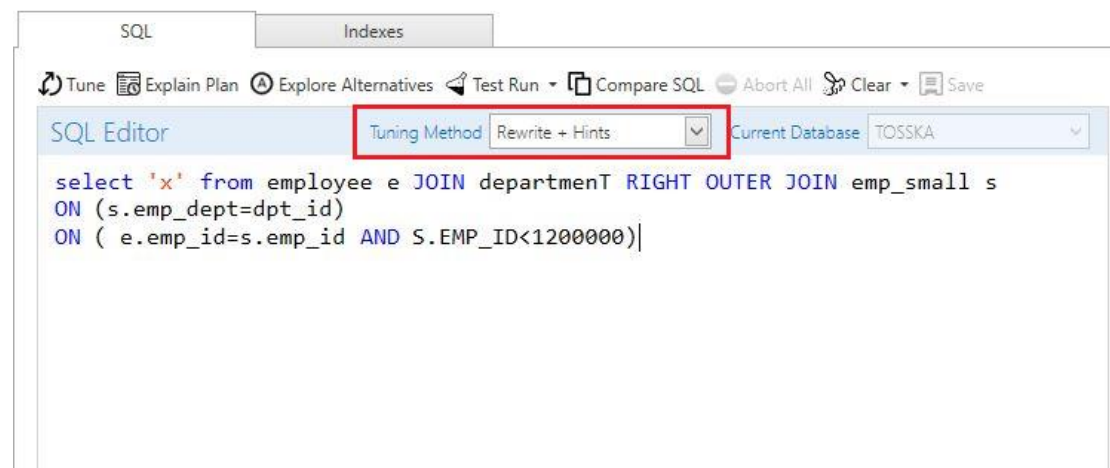 SQL Indexes
Tune Explain Plan Explore Alternatives Test Run Compare SQL Abort All Clear Save
SQL Editor Tuning Method Rewrite + Hints Current Database TOSSKA
select 'x' from employee e JOIN departmenT RIGHT OUTER JOIN emp_small s
ON (s.emp_dept=dpt_id)
ON ( e.emp_id=s.emp_id AND S.EMP_ID<1200000)